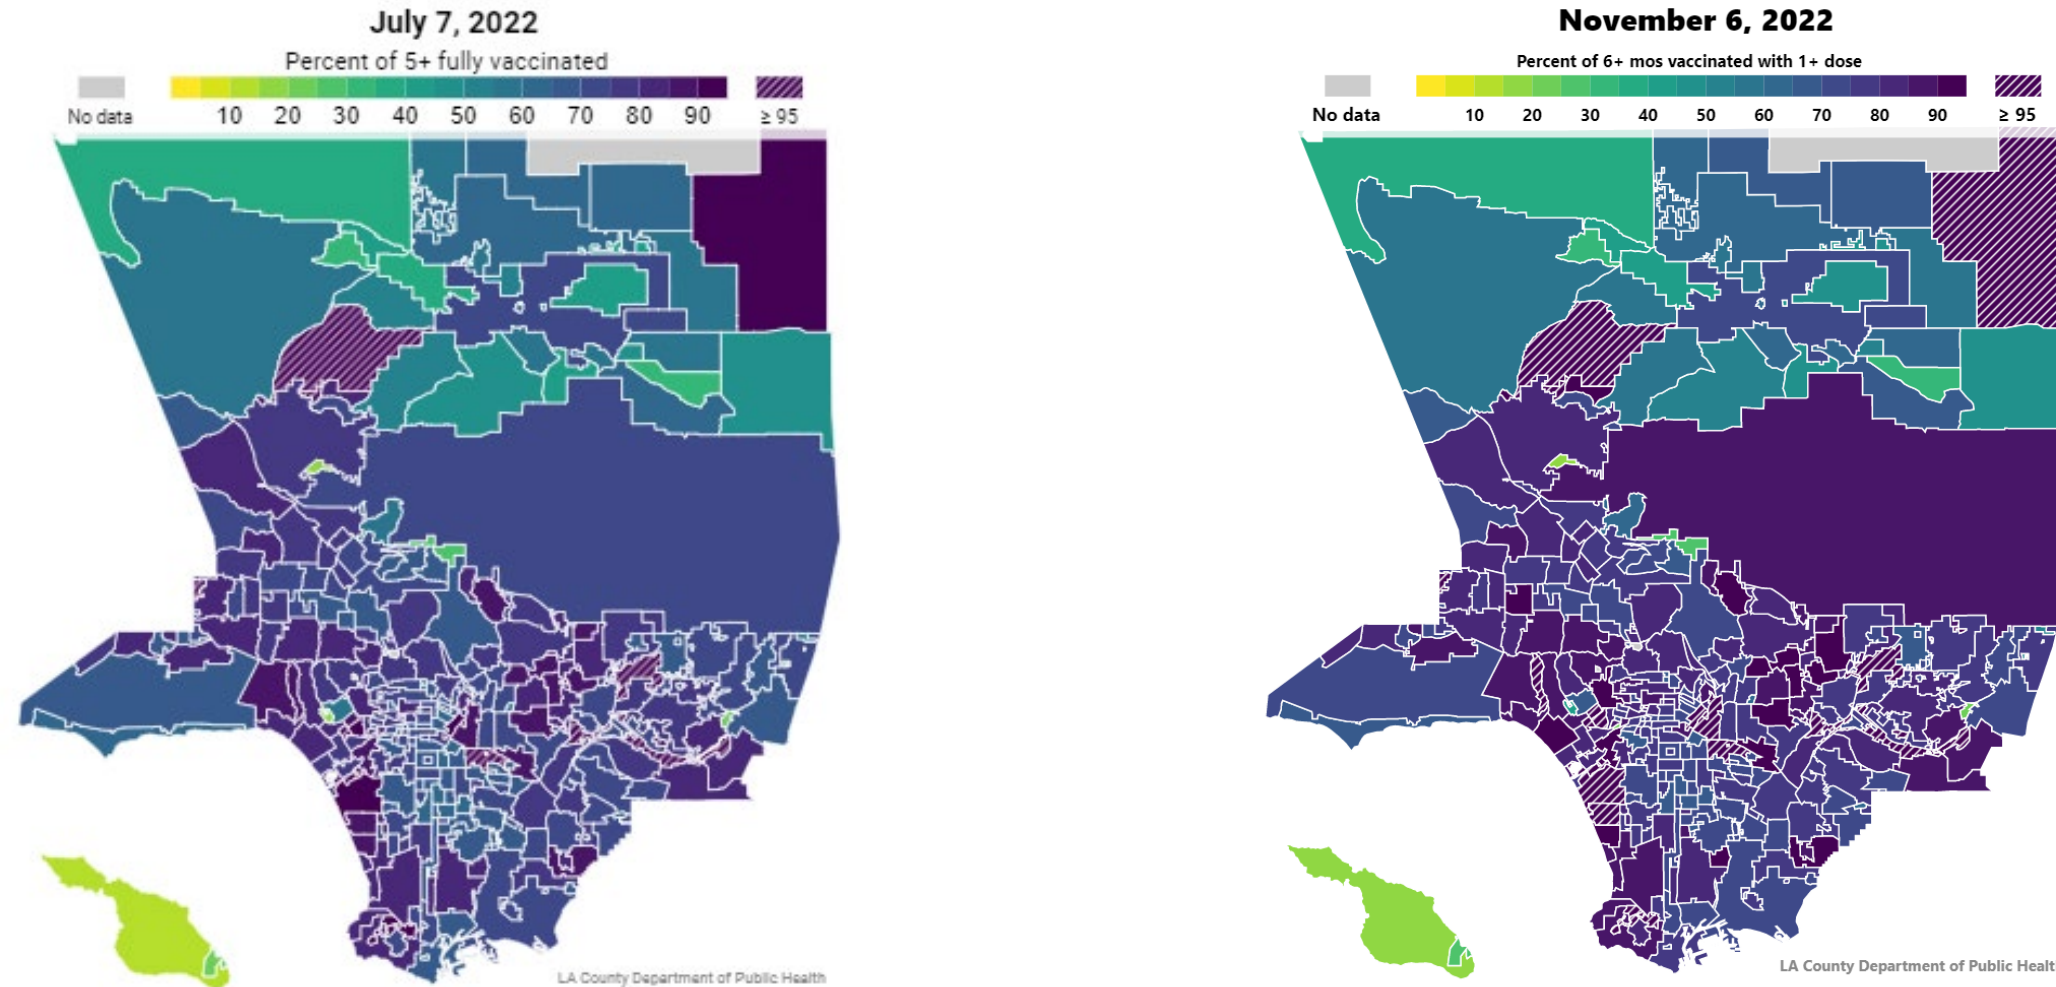 July 7, 2022
Percent of 5+ fully vaccinated
No data 10 20 30 40 50 60 70 80 90 ≥ 95
LA County Department of Public Health
November 6, 2022
Percent of 6+ mos vaccinated with 1+ dose
No data 10 20 30 40 50 60 70 80 90 ≥ 95
LA County Department of Public Healt